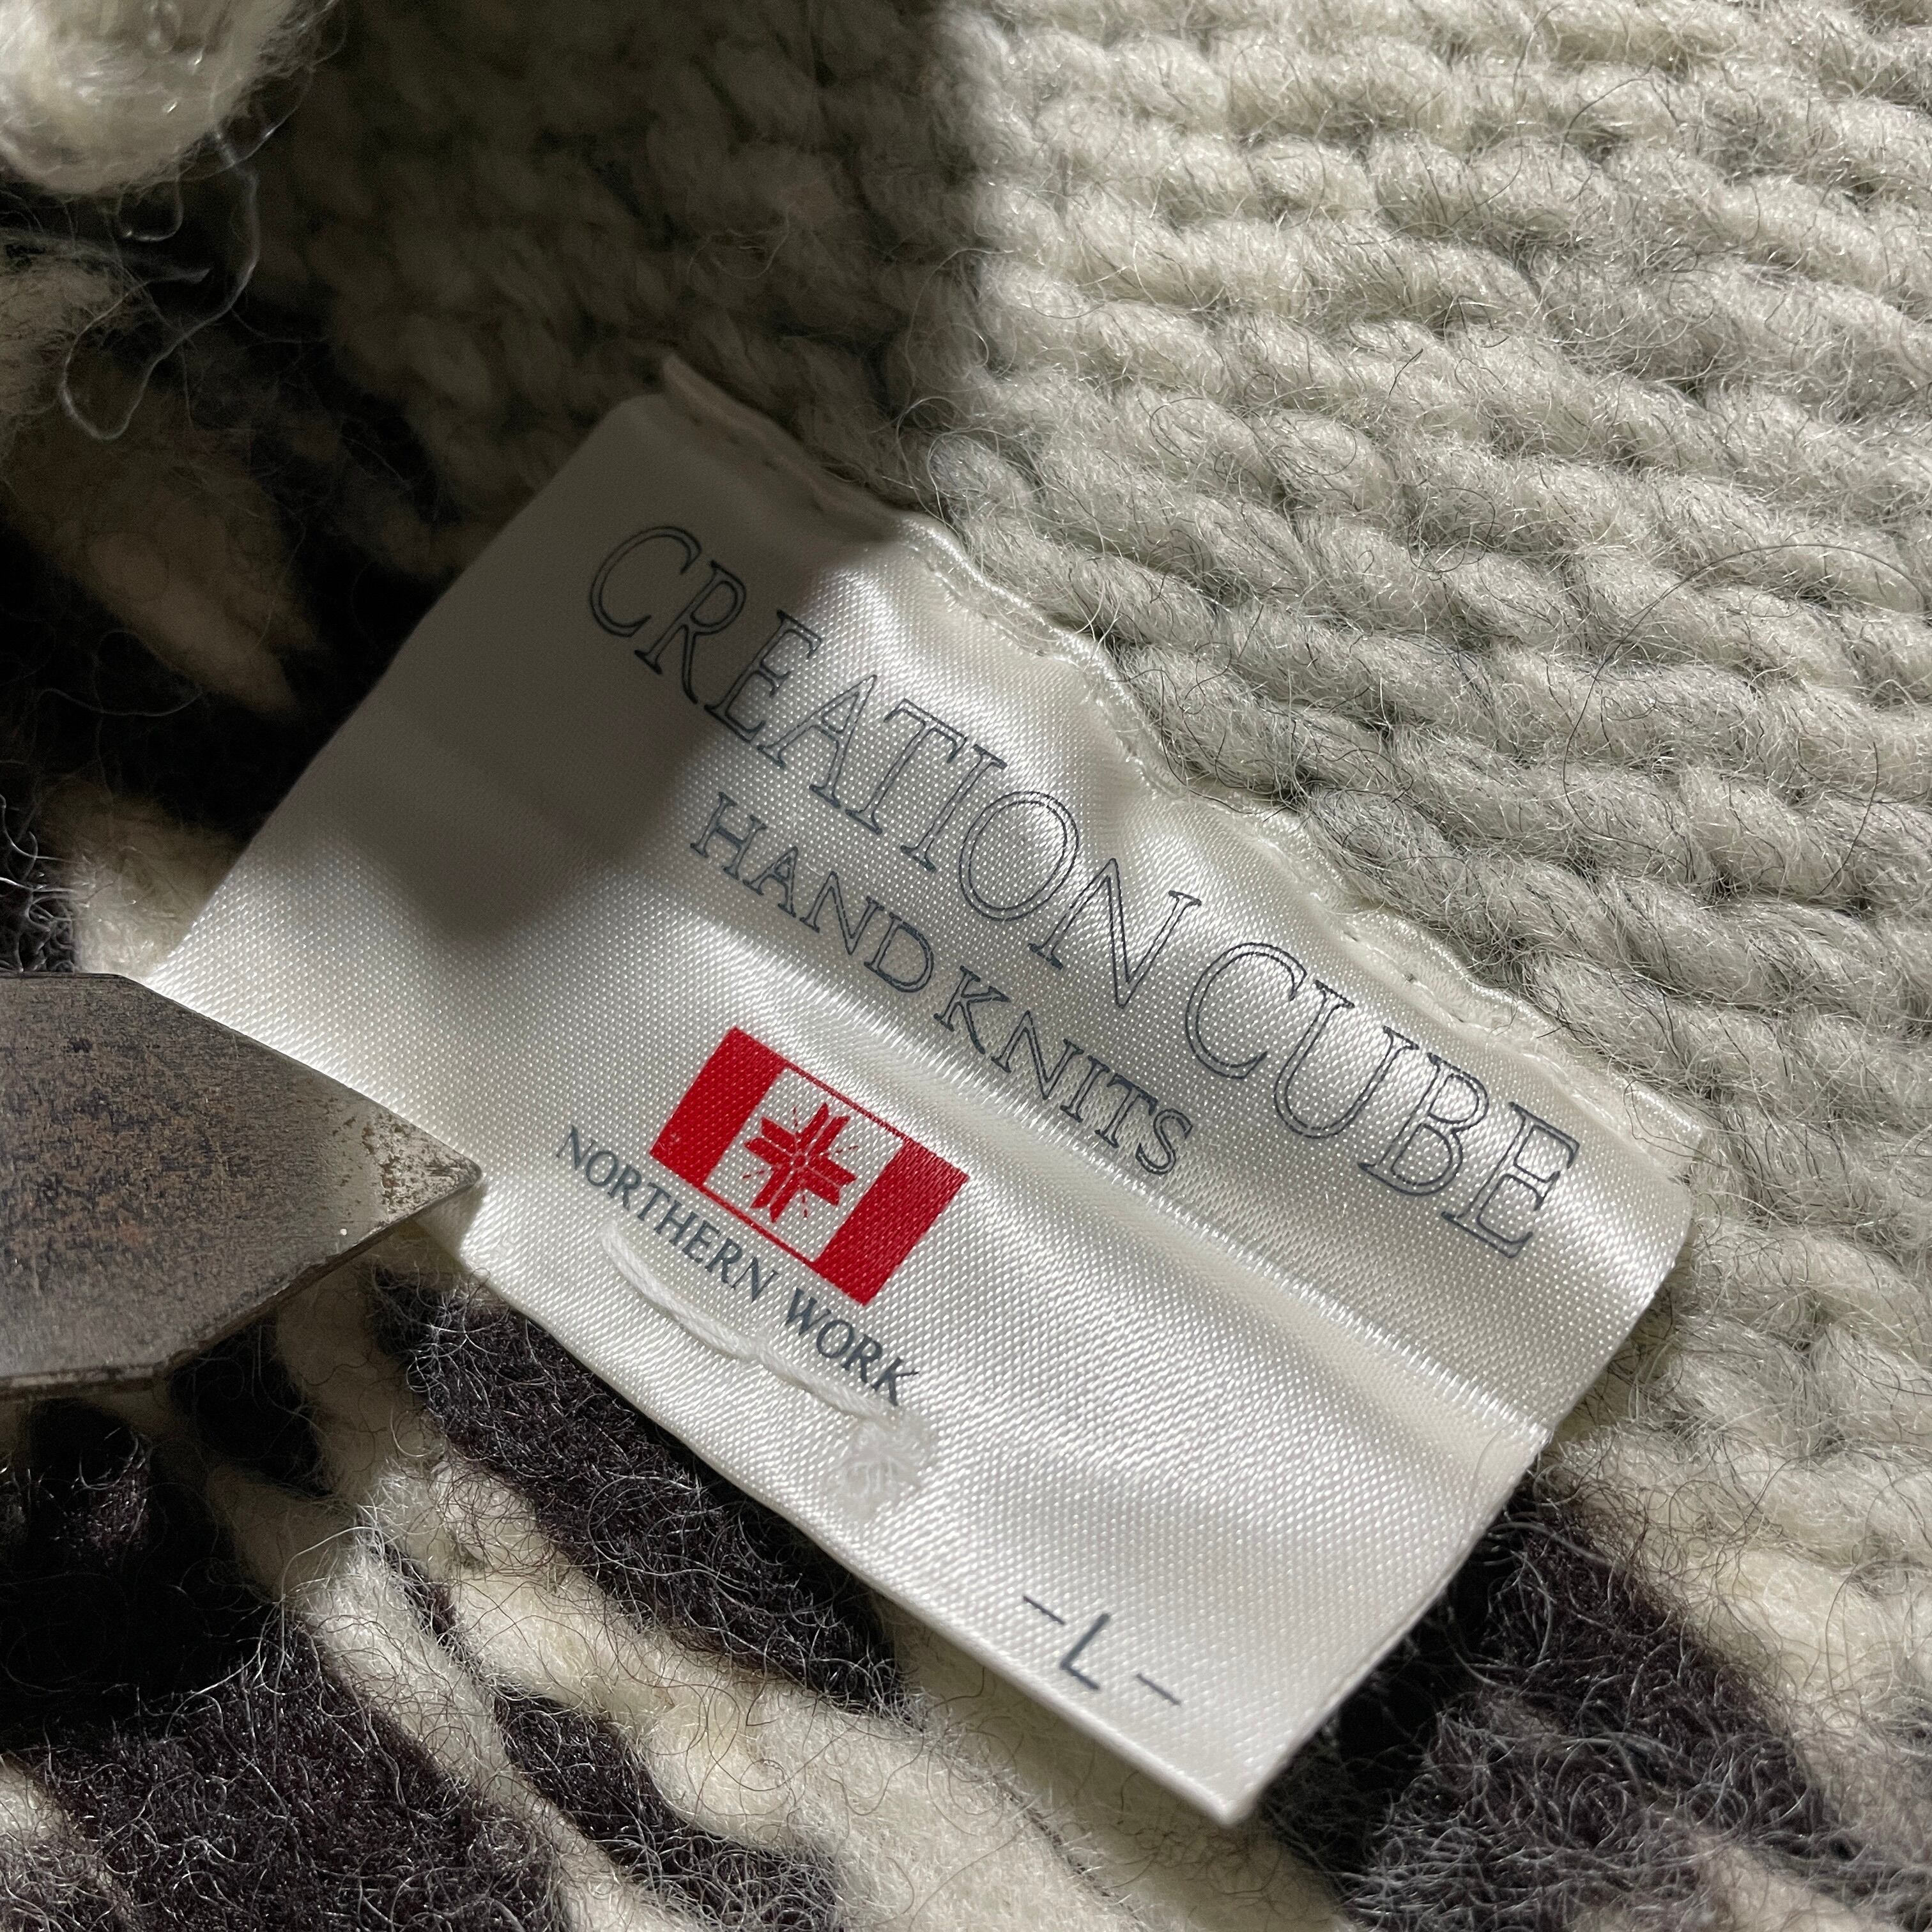 CREATION CUBE
HAND KNITS
NORTHERN WORK
-L-